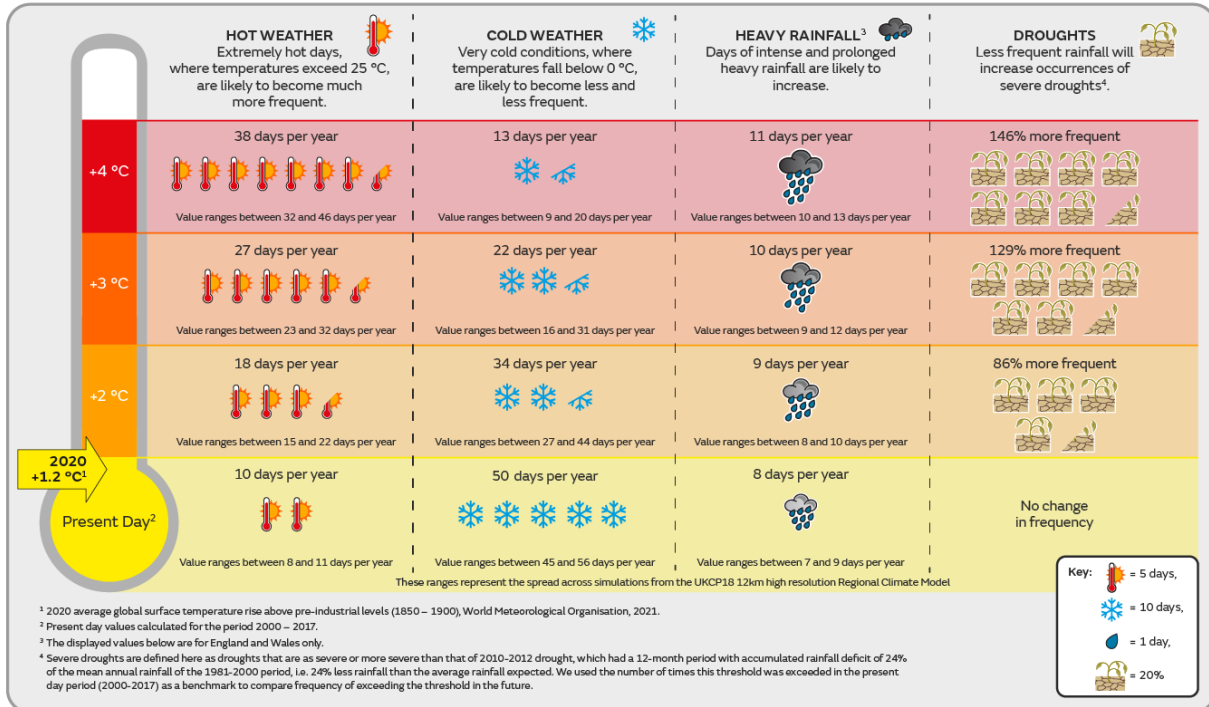 HOT WEATHER
Extremely hot days,
where temperatures exceed 25 °C,
are likely to become much
more frequent.
COLD WEATHER
Very cold conditions, where
temperatures fall below 0 °C,
are likely to become less and
less frequent.
HEAVY RAINFALL³
Days of intense and prolonged
heavy rainfall are likely to
increase.
DROUGHTS
Less frequent rainfall will
increase occurrences of
severe droughts⁴.
+4 °C
38 days per year
Value ranges between 32 and 46 days per year
13 days per year
Value ranges between 9 and 20 days per year
11 days per year
Value ranges between 10 and 13 days per year
146% more frequent
+3 °C
27 days per year
Value ranges between 23 and 32 days per year
22 days per year
Value ranges between 16 and 31 days per year
10 days per year
Value ranges between 9 and 12 days per year
129% more frequent
+2 °C
18 days per year
Value ranges between 15 and 22 days per year
34 days per year
Value ranges between 27 and 44 days per year
9 days per year
Value ranges between 8 and 10 days per year
86% more frequent
2020
+1.2 °C¹
Present Day²
10 days per year
Value ranges between 8 and 11 days per year
50 days per year
Value ranges between 45 and 56 days per year
8 days per year
Value ranges between 7 and 9 days per year
No change
in frequency
These ranges represent the spread across simulations from the UKCP18 12km high resolution Regional Climate Model
Key:
= 5 days,
= 10 days,
= 1 day,
= 20%
¹ 2020 average global surface temperature rise above pre-industrial levels (1850 – 1900), World Meteorological Organisation, 2021.
² Present day values calculated for the period 2000 – 2017.
³ The displayed values below are for England and Wales only.
⁴ Severe droughts are defined here as droughts that are as severe or more severe than that of 2010-2012 drought, which had a 12-month period with accumulated rainfall deficit of 24%
of the mean annual rainfall of the 1981-2000 period, i.e. 24% less rainfall than the average rainfall expected. We used the number of times this threshold was exceeded in the present
day period (2000-2017) as a benchmark to compare frequency of exceeding the threshold in the future.